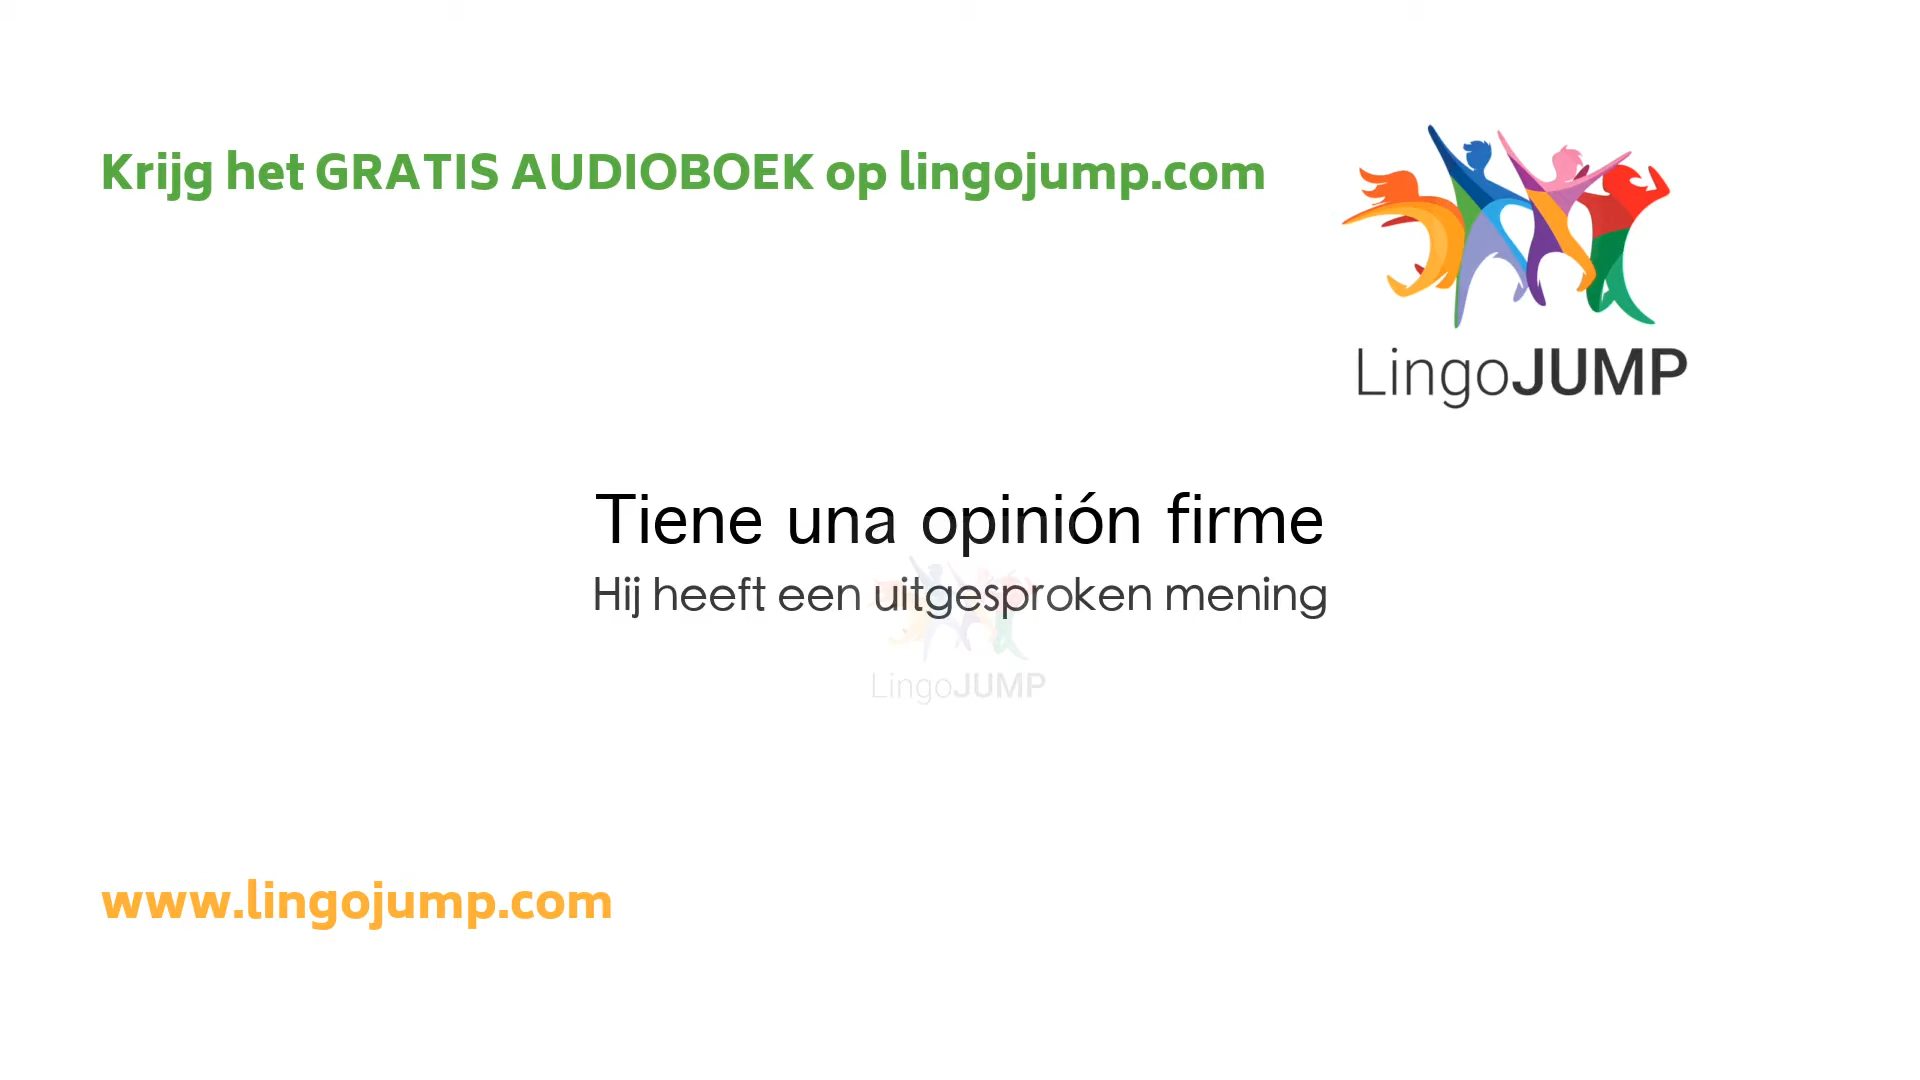 Krijg het GRATIS AUDIOBOEK op lingojump.com
LingoJUMP
Tiene una opinión firme
Hij heeft een uitgesproken mening
LingoJUMP
www.lingojump.com